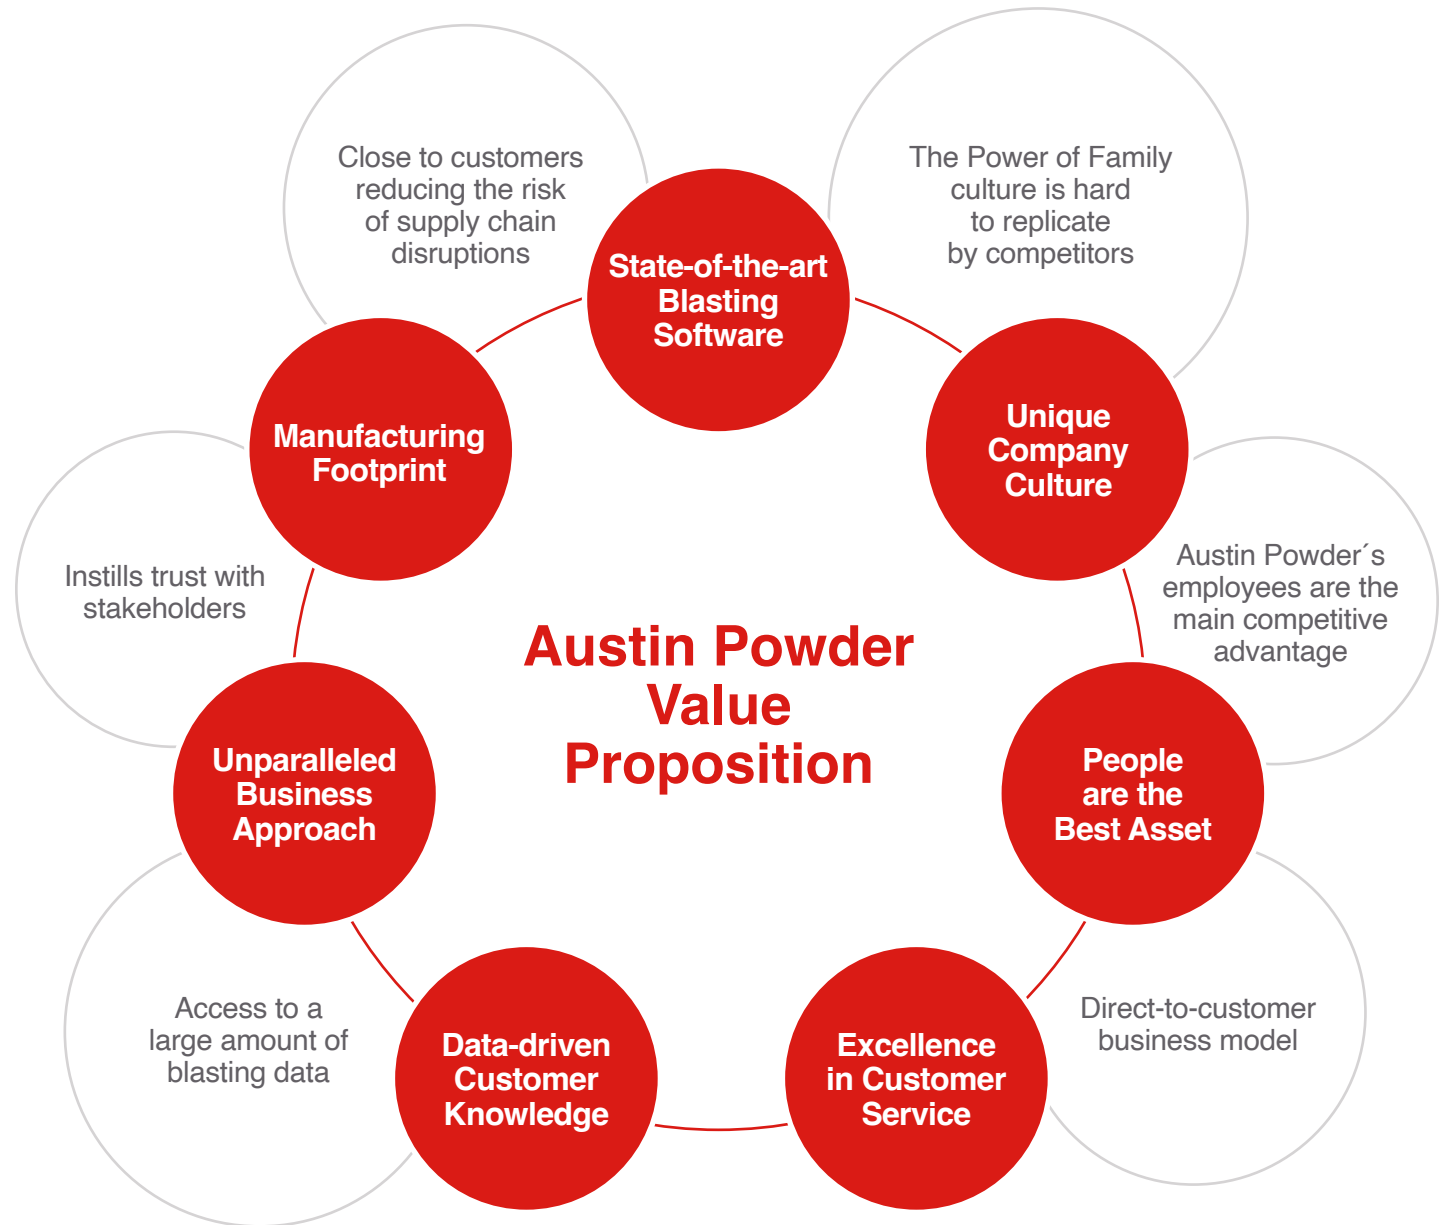 Close to customers
reducing the risk
of supply chain
disruptions
The Power of Family
culture is hard
to replicate
by competitors
State-of-the-art
Blasting
Software
Manufacturing
Footprint
Unique
Company
Culture
Instills trust with
stakeholders
Austin Powder´s
employees are the
main competitive
advantage
Austin Powder
Value
Proposition
Unparalleled
Business
Approach
People
are the
Best Asset
Access to a
large amount of
blasting data
Data-driven
Customer
Knowledge
Excellence
in Customer
Service
Direct-to-customer
business model